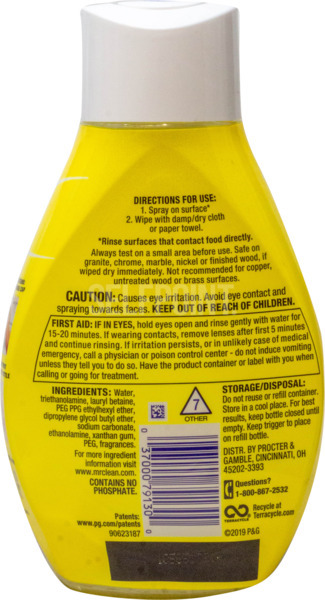 DIRECTIONS FOR USE:
1. Spray on surface*
2. Wipe with damp/dry cloth
or paper towel.
*Rinse surfaces that contact food directly.
Always test on a small area before use. Safe on
granite, chrome, marble, nickel or finished wood, if
wiped dry immediately. Not recommended for copper,
untreated wood or brass surfaces.
CAUTION: Causes eye irritation. Avoid eye contact and
spraying towards faces. KEEP OUT OF REACH OF CHILDREN.
FIRST AID: IF IN EYES, hold eyes open and rinse gently with water for
15-20 minutes. If wearing contacts, remove lenses after first 5 minutes
and continue rinsing. If irritation persists, or in unlikely case of medical
emergency, call a physician or poison control center - do not induce vomiting
unless they tell you to do so. Have the product container or label with you when
calling or going for treatment.
INGREDIENTS: Water,
triethanolamine, lauryl betaine,
PEG PPG ethylhexyl ether,
dipropylene glycol butyl ether,
sodium carbonate,
ethanolamine, xanthan gum,
PEG, fragrances.
For more ingredient
information visit
www.mrclean.com.
CONTAINS NO
PHOSPHATE.
Patents:
www.pg.com/patents
90623167
7
OTHER
0 37000 79130 0
STORAGE/DISPOSAL:
Do not reuse or refill container.
Store in a cool place. For best
results, keep bottle closed until
empty. Keep trigger to place
on refill bottle.
DISTR. BY PROCTER &
GAMBLE, CINCINNATI, OH
45202-3393
Questions?
1-800-867-2532
TERRACYCLE
Recycle at
Terracycle.com
©2019 P&G